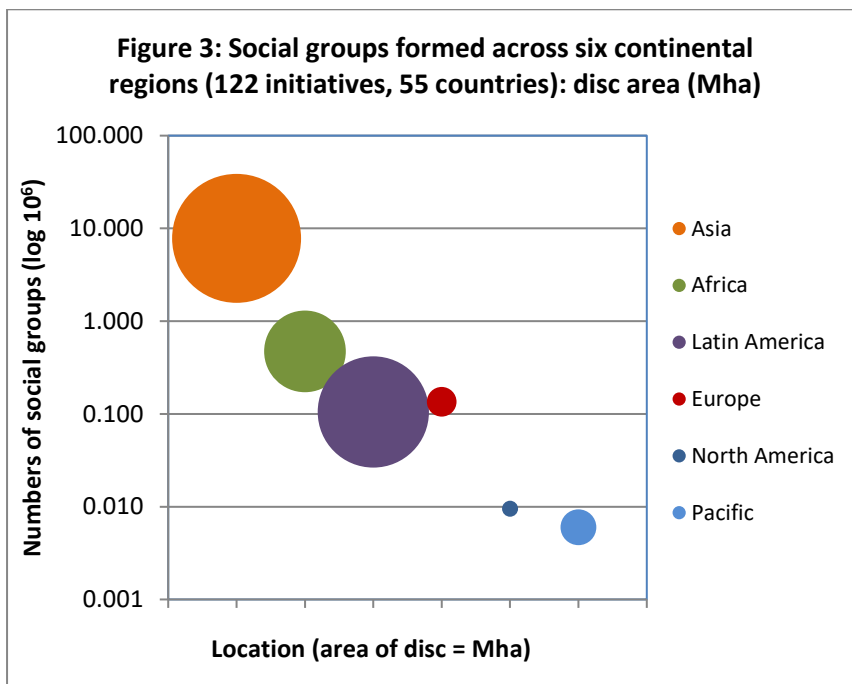 Figure 3: Social groups formed across six continental
regions (122 initiatives, 55 countries): disc area (Mha)
Numbers of social groups (log 10⁶)
100.000
10.000
1.000
0.100
0.010
0.001
Asia
Africa
Latin America
Europe
North America
Pacific
Location (area of disc = Mha)